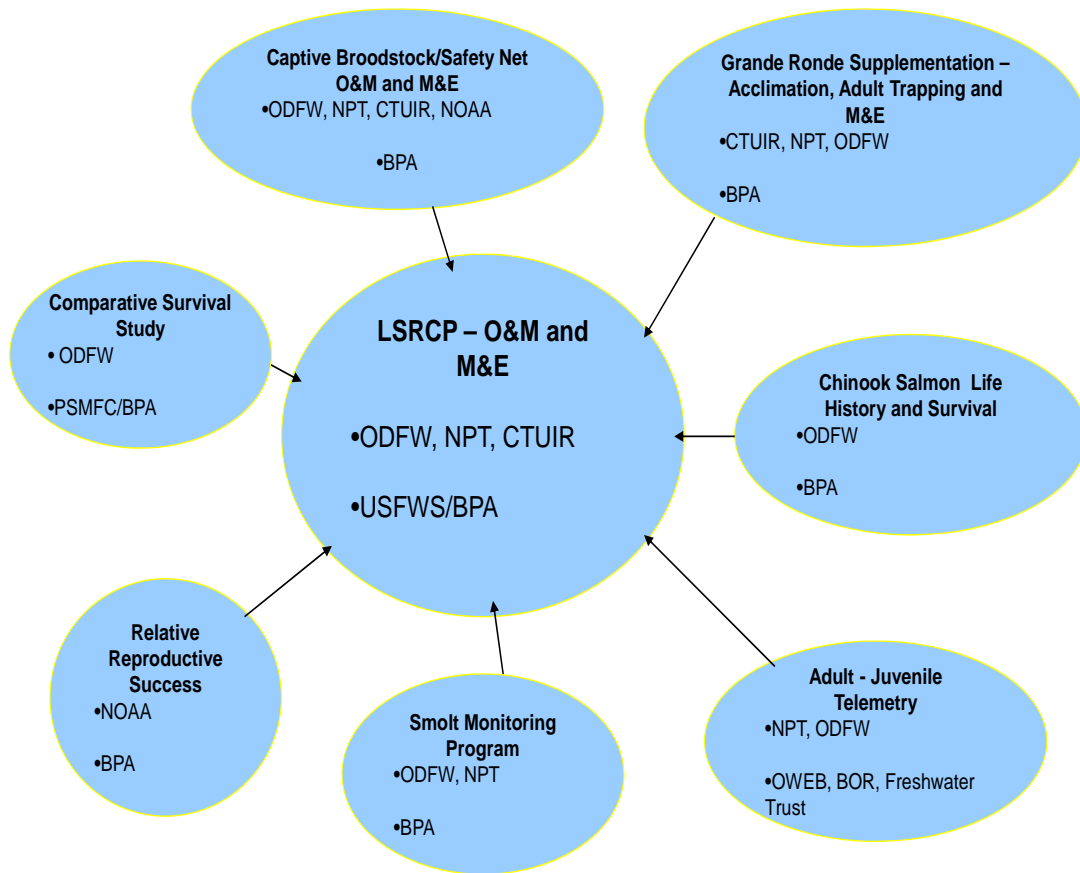 Captive Broodstock/Safety Net
O&M and M&E
•ODFW, NPT, CTUIR, NOAA
•BPA
Grande Ronde Supplementation –
Acclimation, Adult Trapping and
M&E
•CTUIR, NPT, ODFW
•BPA
Comparative Survival
Study
• ODFW
•PSMFC/BPA
LSRCP – O&M and
M&E
•ODFW, NPT, CTUIR
•USFWS/BPA
Chinook Salmon Life
History and Survival
•ODFW
•BPA
Relative
Reproductive
Success
•NOAA
•BPA
Smolt Monitoring
Program
•ODFW, NPT
•BPA
Adult - Juvenile
Telemetry
•NPT, ODFW
•OWEB, BOR, Freshwater
Trust